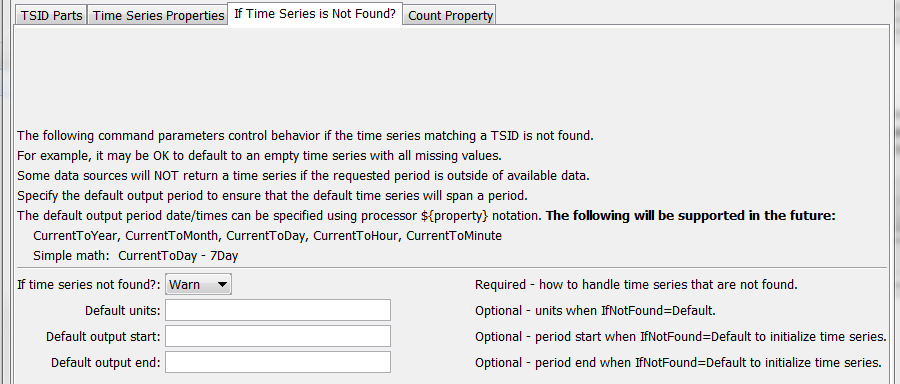 TSID Parts Time Series Properties If Time Series is Not Found? Count Property
The following command parameters control behavior if the time series matching a TSID is not found.
For example, it may be OK to default to an empty time series with all missing values.
Some data sources will NOT return a time series if the requested period is outside of available data.
Specify the default output period to ensure that the default time series will span a period.
The default output period date/times can be specified using processor ${property} notation. The following will be supported in the future:
CurrentToYear, CurrentToMonth, CurrentToDay, CurrentToHour, CurrentToMinute
Simple math: CurrentToDay - 7Day
If time series not found?: Warn Required - how to handle time series that are not found.
Default units: Optional - units when IfNotFound=Default.
Default output start: Optional - period start when IfNotFound=Default to initialize time series.
Default output end: Optional - period end when IfNotFound=Default to initialize time series.